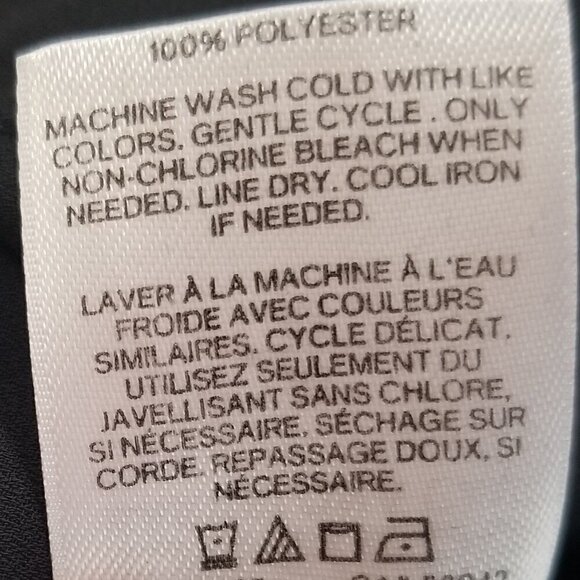 100% POLYESTER
MACHINE WASH COLD WITH LIKE
COLORS. GENTLE CYCLE . ONLY
NON-CHLORINE BLEACH WHEN
NEEDED. LINE DRY. COOL IRON
IF NEEDED.
LAVER À LA MACHINE À L'EAU
FROIDE AVEC COULEURS
SIMILAIRES. CYCLE DÉLICAT.
UTILISEZ SEULEMENT DU
JAVELLISANT SANS CHLORE,
SI NÉCESSAIRE. SÉCHAGE SUR
CORDE. REPASSAGE DOUX, SI
NÉCESSAIRE.